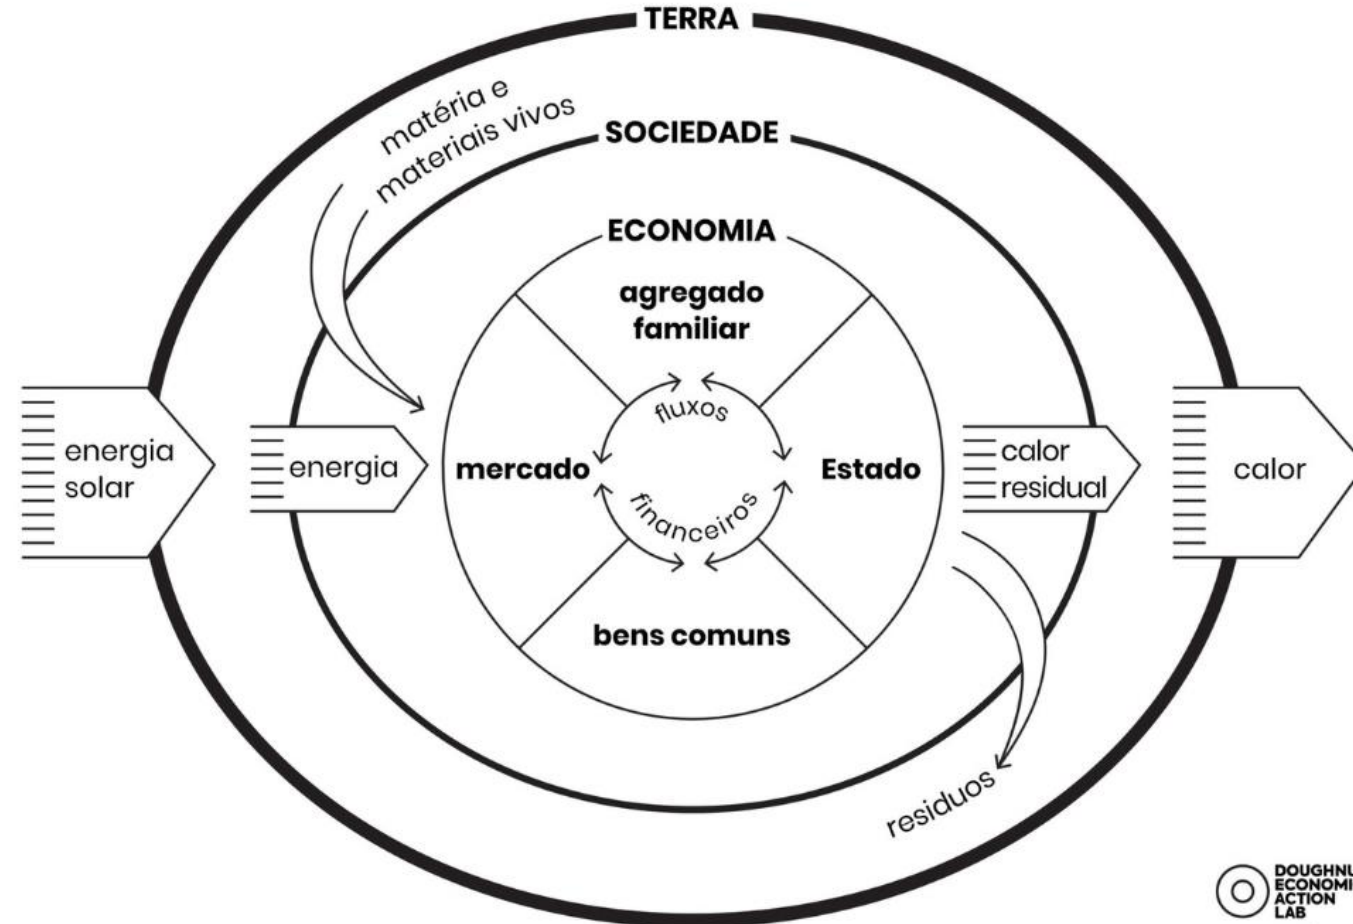 TERRA
matéria e
materiais vivos
SOCIEDADE
ECONOMIA
agregado
familiar
fluxos
energia
solar
energia
mercado
Estado
calor
residual
calor
financeiros
bens comuns
residuos
DOUGHNU
ECONOMI
ACTION
LAB